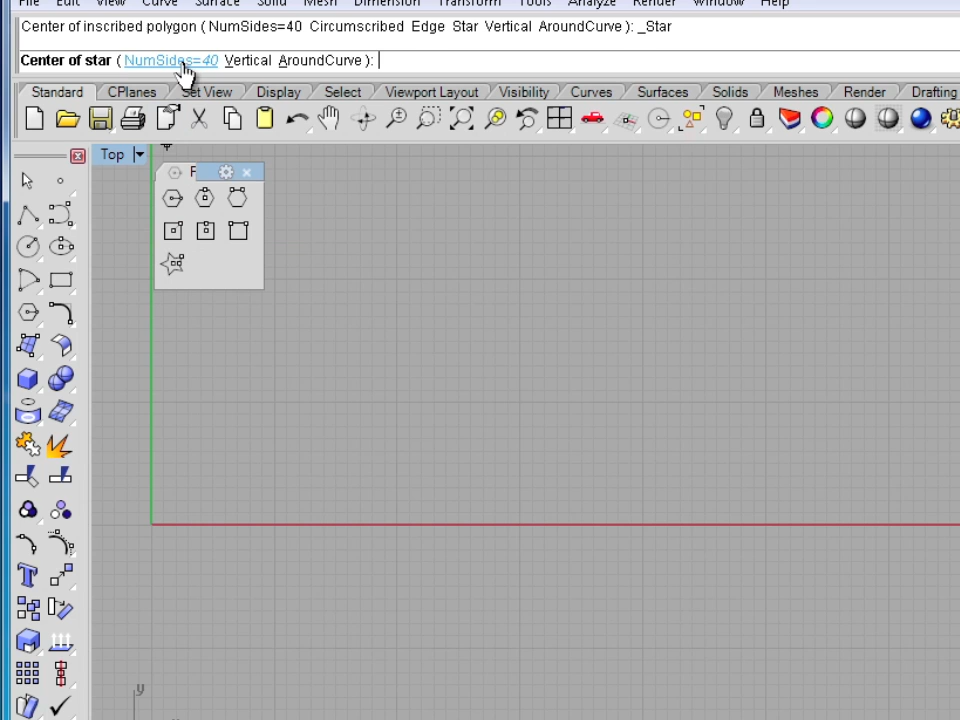 File Edit View Curve Surface Solid Mesh Dimension Transform Tools Analyze Render Window Help
Center of inscribed polygon ( NumSides=40 Circumscribed Edge Star Vertical AroundCurve ): _Star
Center of star ( NumSides=40 Vertical AroundCurve ):
Standard CPlanes Set View Display Select Viewport Layout Visibility Curves Surfaces Solids Meshes Render Drafting
Top
y